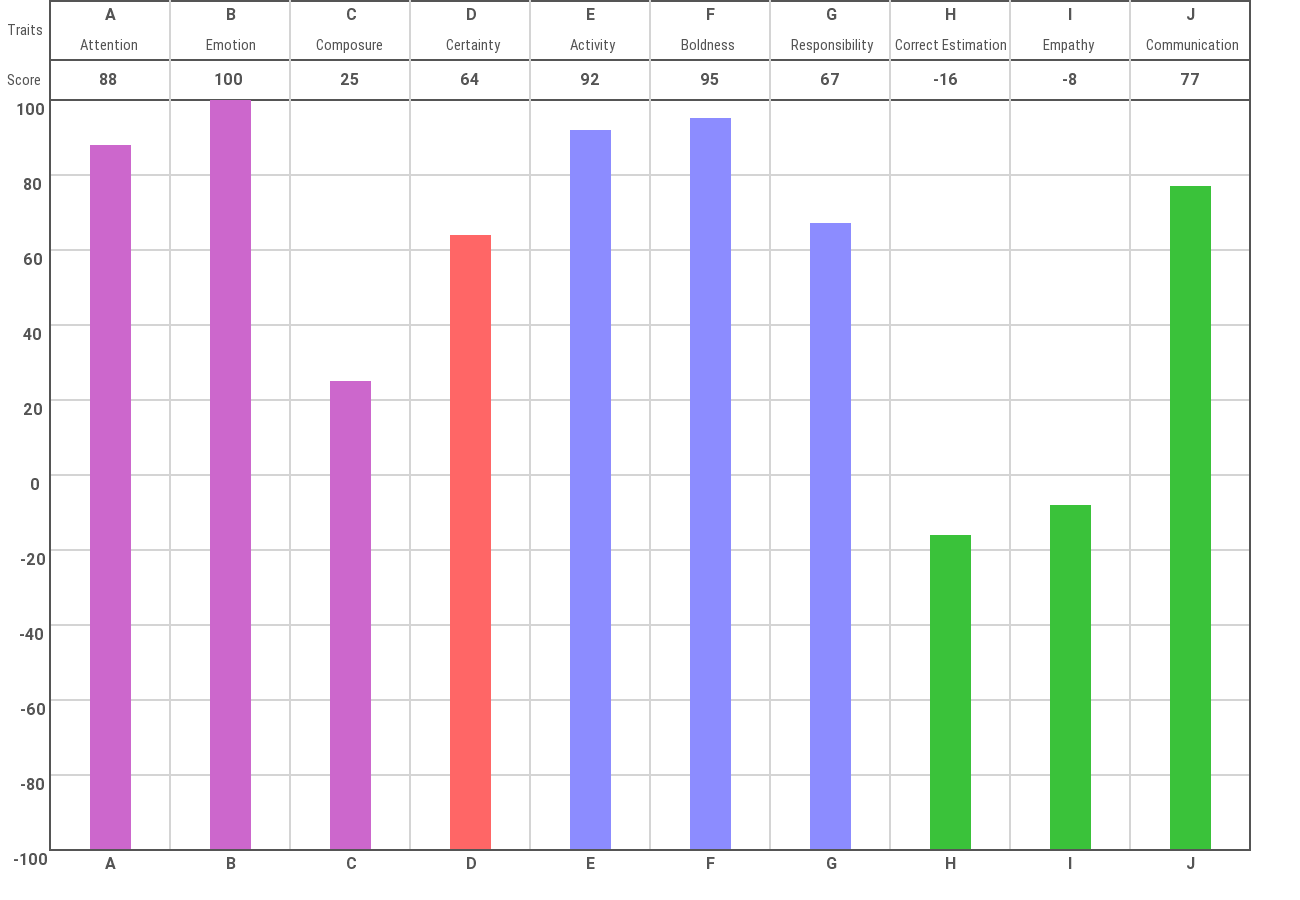 A B C D E F G H I J
Traits
Attention Emotion Composure Certainty Activity Boldness Responsibility Correct Estimation Empathy Communication
Score 88 100 25 64 92 95 67 -16 -8 77
100
80
60
40
20
0
-20
-40
-60
-80
-100
A B C D E F G H I J